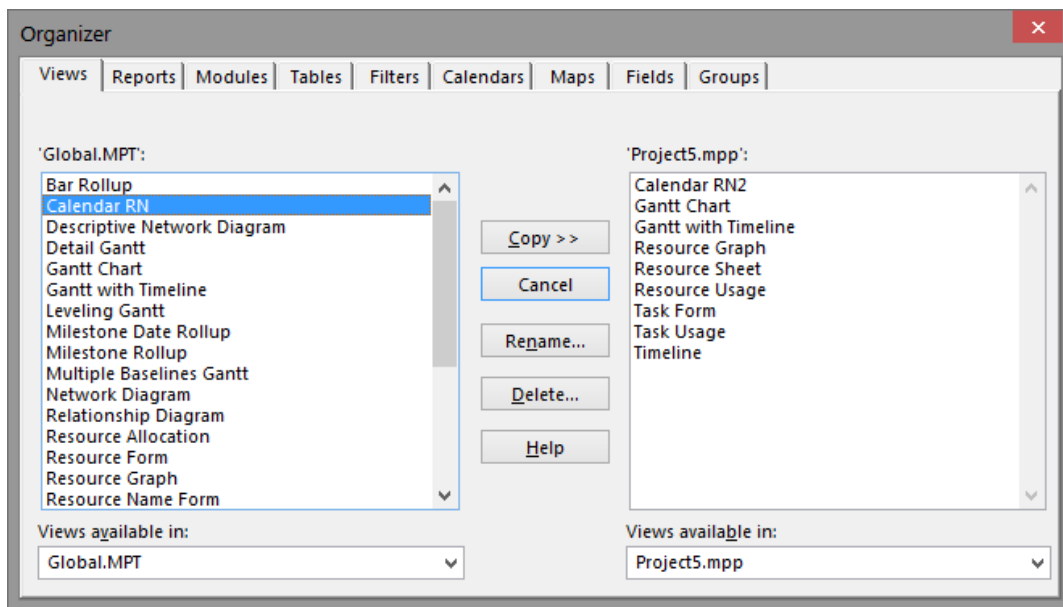 Organizer
Views Reports Modules Tables Filters Calendars Maps Fields Groups
'Global.MPT':
Bar Rollup
Calendar RN
Descriptive Network Diagram
Detail Gantt
Gantt Chart
Gantt with Timeline
Leveling Gantt
Milestone Date Rollup
Milestone Rollup
Multiple Baselines Gantt
Network Diagram
Relationship Diagram
Resource Allocation
Resource Form
Resource Graph
Resource Name Form
Views available in:
Global.MPT
Copy >>
Cancel
Rename...
Delete...
Help
'Project5.mpp':
Calendar RN2
Gantt Chart
Gantt with Timeline
Resource Graph
Resource Sheet
Resource Usage
Task Form
Task Usage
Timeline
Views available in:
Project5.mpp